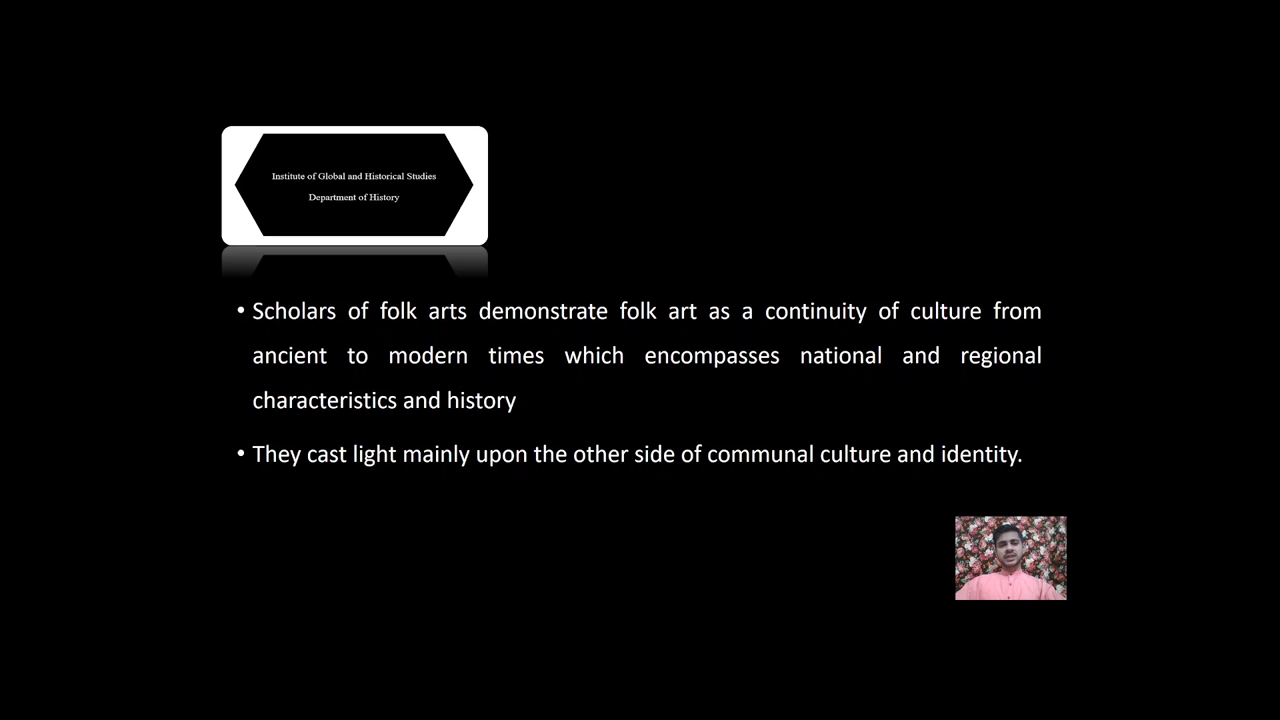 Institute of Global and Historical Studies
Department of History
• Scholars of folk arts demonstrate folk art as a continuity of culture from
ancient to modern times which encompasses national and regional
characteristics and history
• They cast light mainly upon the other side of communal culture and identity.